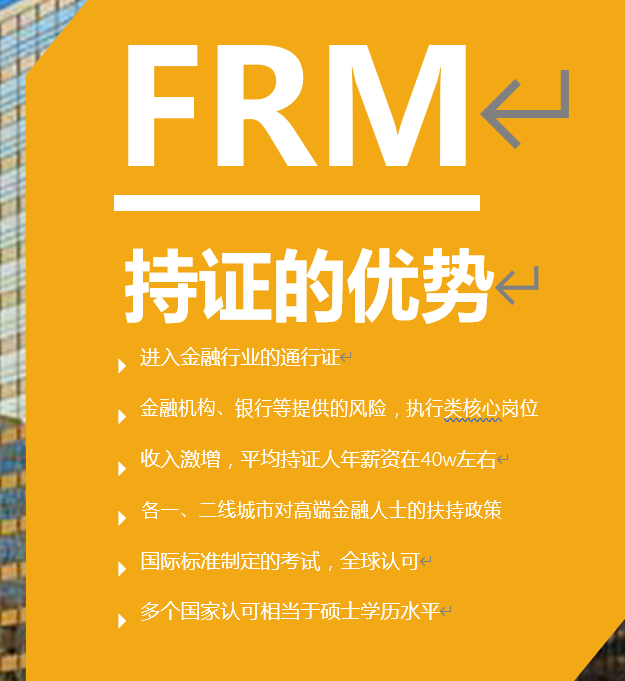 FRM
持证的优势
进入金融行业的通行证
金融机构、银行等提供的风险，执行类核心岗位
收入激增，平均持证人年薪资在40w左右
各一、二线城市对高端金融人士的扶持政策
国际标准制定的考试，全球认可
多个国家认可相当于硕士学历水平